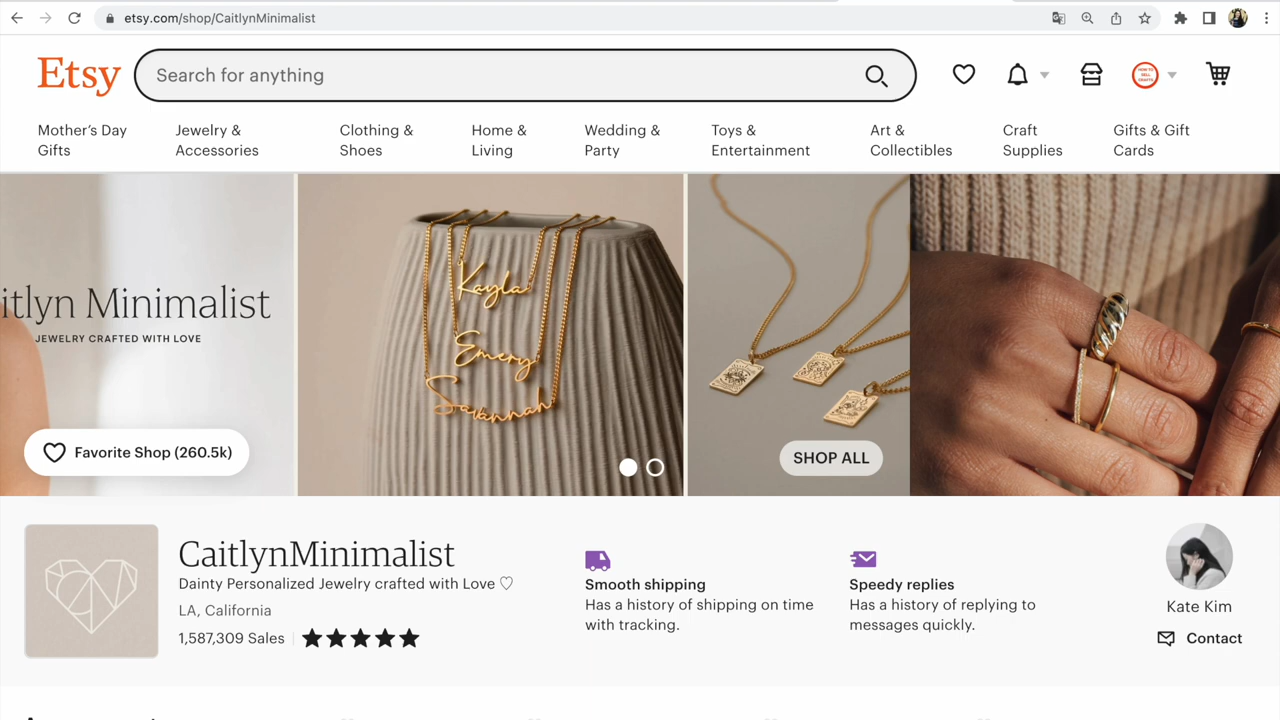 etsy.com/shop/CaitlynMinimalist
Etsy
Search for anything
HOW TO
SELL
CRAFTS
Mother's Day
Gifts
Jewelry &
Accessories
Clothing &
Shoes
Home &
Living
Wedding &
Party
Toys &
Entertainment
Art &
Collectibles
Craft
Supplies
Gifts & Gift
Cards
itlyn Minimalist
JEWELRY CRAFTED WITH LOVE
Kayla
Emery
Savannah
Favorite Shop (260.5k)
SHOP ALL
CaitlynMinimalist
Dainty Personalized Jewelry crafted with Love ♡
LA, California
1,587,309 Sales
Smooth shipping
Has a history of shipping on time
with tracking.
Speedy replies
Has a history of replying to
messages quickly.
Kate Kim
Contact